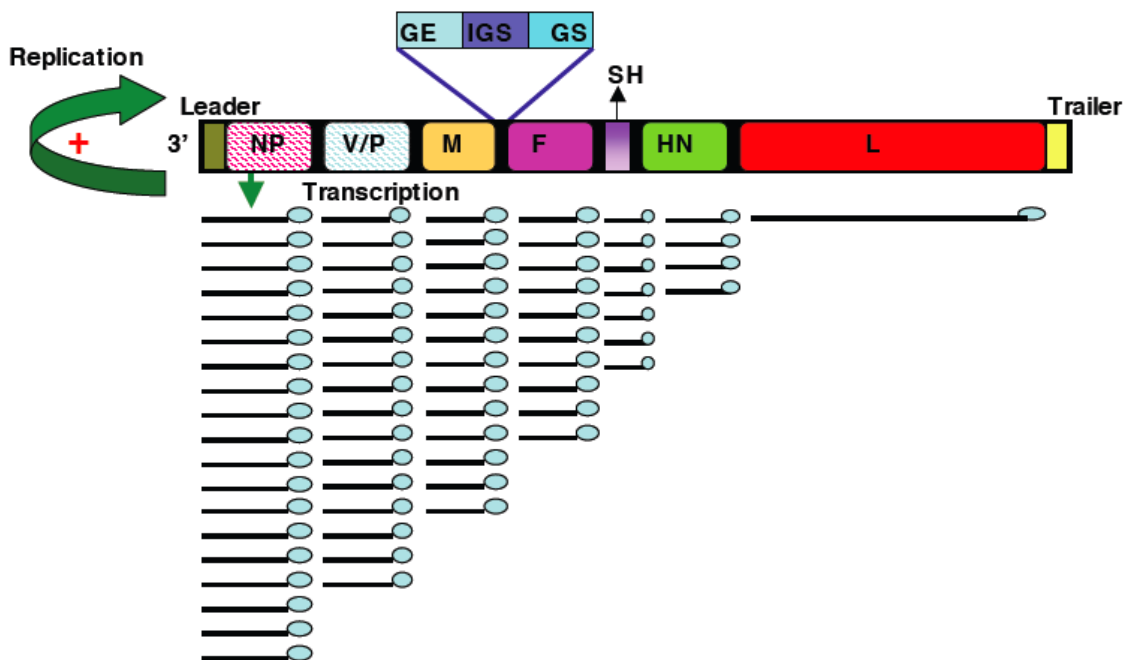 GE IGS GS
Replication
SH
Leader
Trailer
+
3’
NP V/P M F HN L
Transcription